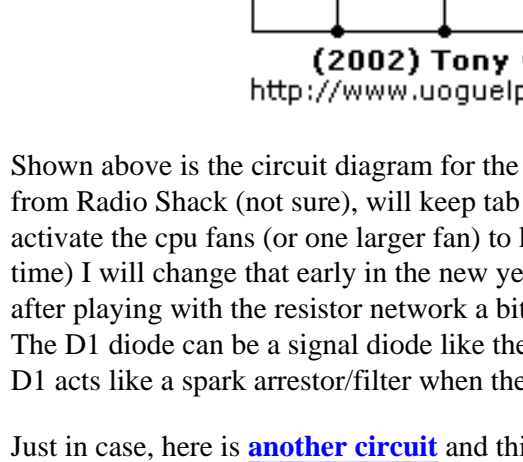 (2002) Tony
http://www.uoguelp
Shown above is the circuit diagram for the
from Radio Shack (not sure), will keep tab
activate the cpu fans (or one larger fan) to
time) I will change that early in the new ye
after playing with the resistor network a bit
The D1 diode can be a signal diode like the
D1 acts like a spark arrestor/filter when the
Just in case, here is another circuit and thi